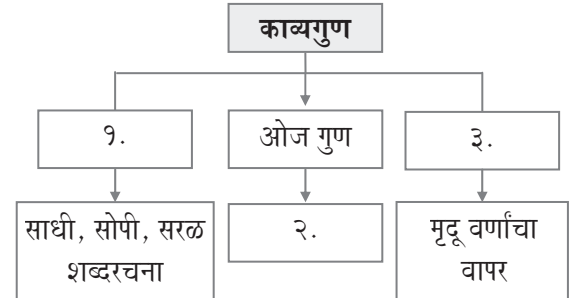 काव्यगुण
१.
ओज गुण
३.
साधी, सोपी, सरळ
शब्दरचना
२.
मृदू वर्णांचा
वापर